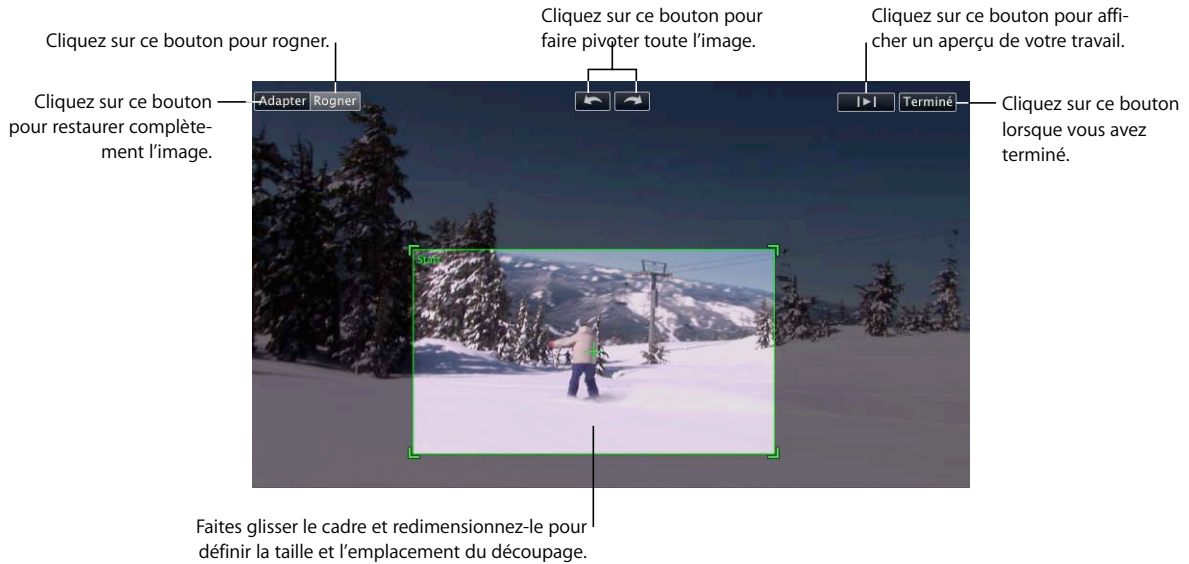 Cliquez sur ce bouton pour rogner.
Cliquez sur ce bouton pour
faire pivoter toute l'image.
Cliquez sur ce bouton pour affi-
cher un aperçu de votre travail.
Cliquez sur ce bouton
pour restaurer complète-
ment l'image.
Adapter Rogner
Terminé
Cliquez sur ce bouton
lorsque vous avez
terminé.
Start
Faites glisser le cadre et redimensionnez-le pour
définir la taille et l'emplacement du découpage.